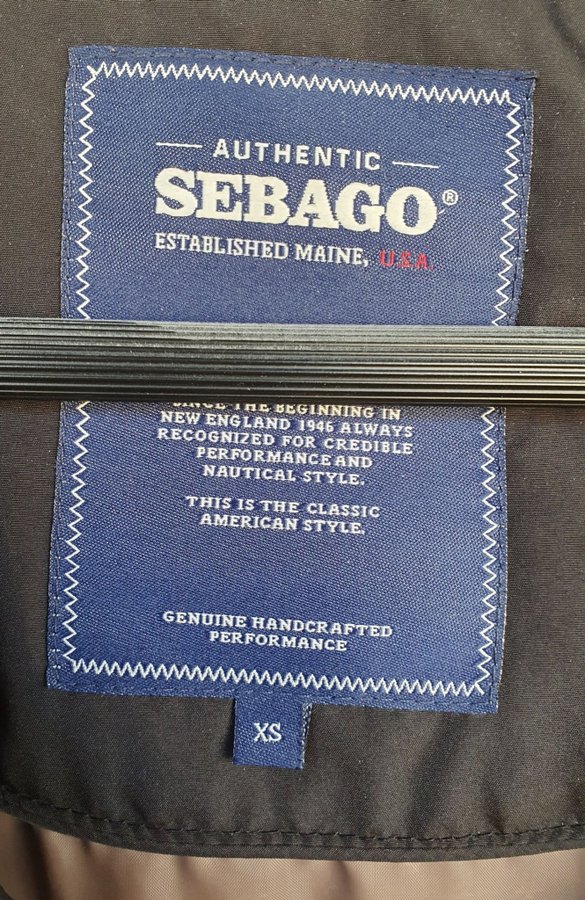 AUTHENTIC
SEBAGO®
ESTABLISHED MAINE, U.S.A.
SINCE THE BEGINNING IN
NEW ENGLAND 1946 ALWAYS
RECOGNIZED FOR CREDIBLE
PERFORMANCE AND
NAUTICAL STYLE.
THIS IS THE CLASSIC
AMERICAN STYLE.
GENUINE HANDCRAFTED
PERFORMANCE
XS